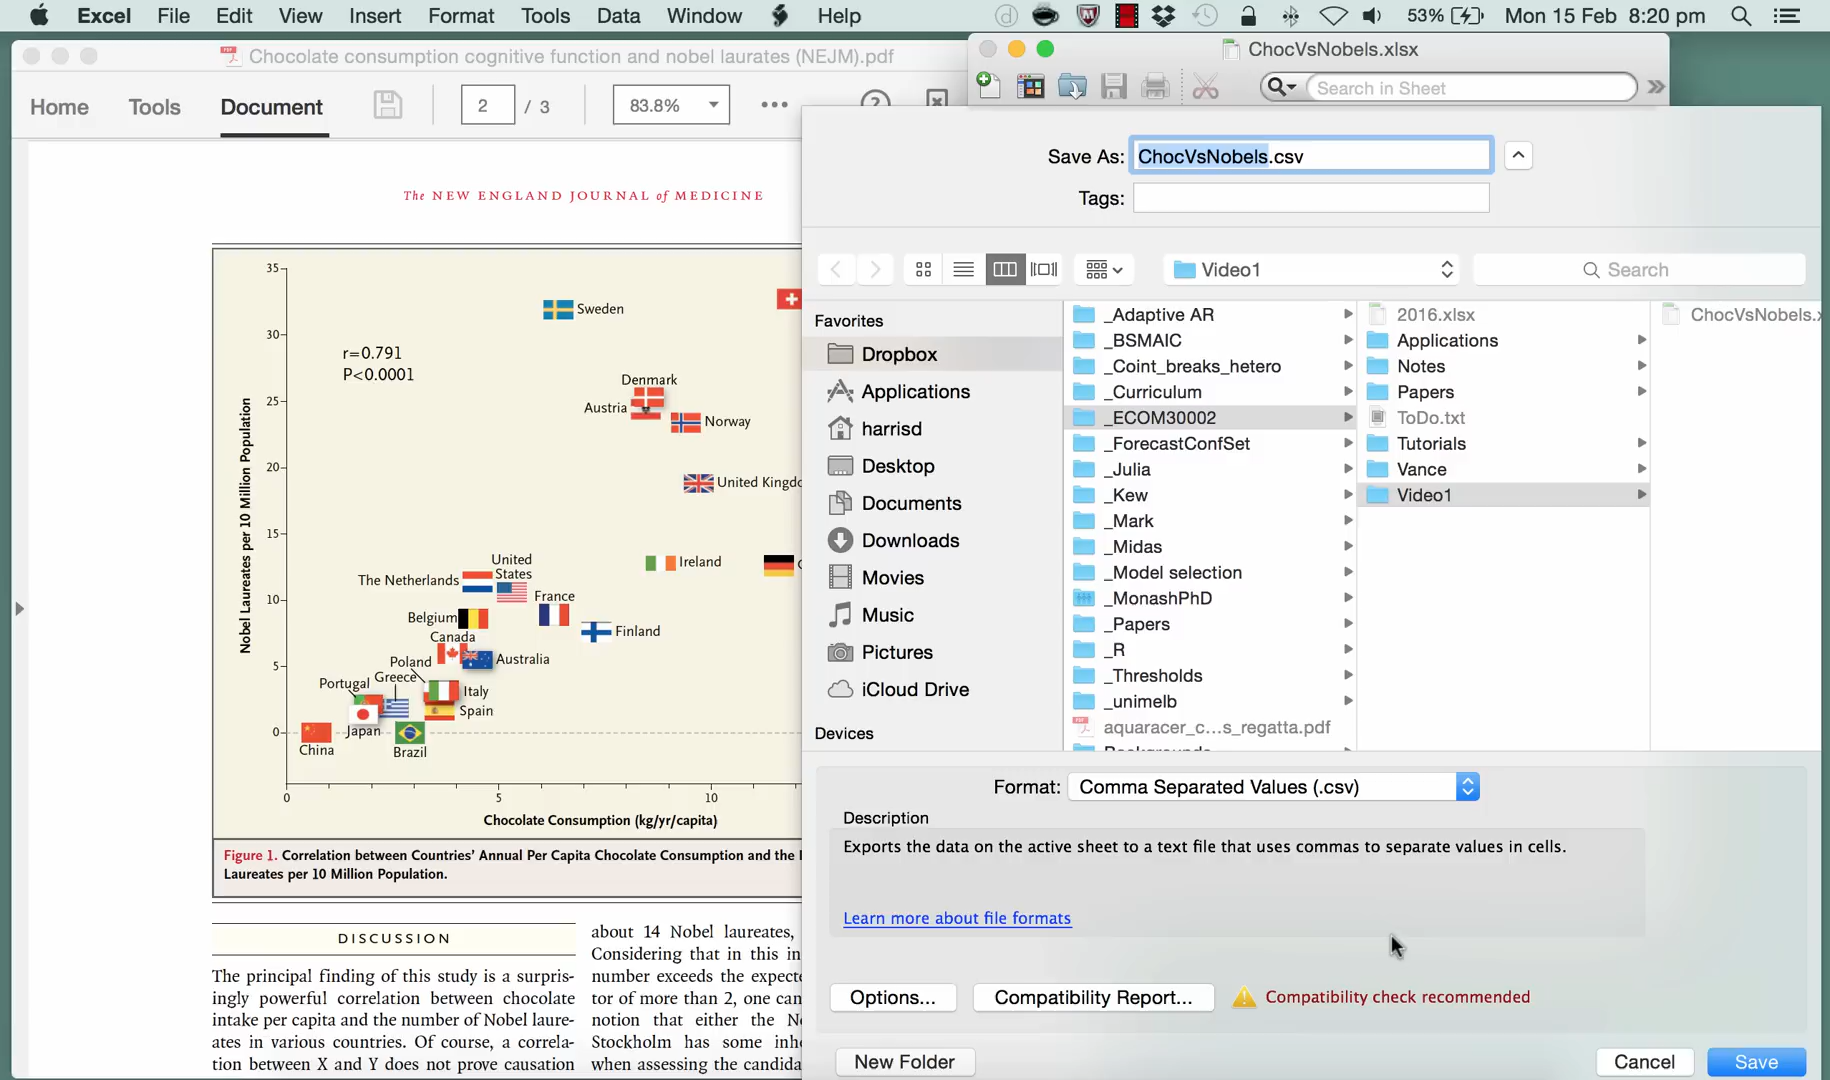 Excel File Edit View Insert Format Tools Data Window Help 53% Mon 15 Feb 8:20 pm
Chocolate consumption cognitive function and nobel laurates (NEJM).pdf
Home Tools Document 2 / 3 83.8%
The NEW ENGLAND JOURNAL of MEDICINE
35
30
25
20
15
10
5
0
Nobel Laureates per 10 Million Population
r=0.791
P<0.0001
Sweden
Denmark
Austria
Norway
United Kingdo
Ireland
United
States
The Netherlands
France
Belgium
Finland
Canada
Australia
Poland
Greece
Portugal
Italy
Spain
Japan
China
Brazil
0 5 10
Chocolate Consumption (kg/yr/capita)
Figure 1. Correlation between Countries' Annual Per Capita Chocolate Consumption and the
Laureates per 10 Million Population.
DISCUSSION
The principal finding of this study is a surpris-
ingly powerful correlation between chocolate
intake per capita and the number of Nobel laure-
ates in various countries. Of course, a correla-
tion between X and Y does not prove causation
about 14 Nobel laureates,
Considering that in this in
number exceeds the expecte
tor of more than 2, one can
notion that either the No
Stockholm has some inhe
when assessing the candida
ChocVsNobels.xlsx
Search in Sheet
Save As: ChocVsNobels.csv
Tags:
Video1
Search
Favorites
Dropbox
Applications
harrisd
Desktop
Documents
Downloads
Movies
Music
Pictures
iCloud Drive
Devices
_Adaptive AR
_BSMAIC
_Coint_breaks_hetero
_Curriculum
_ECOM30002
_ForecastConfSet
_Julia
_Kew
_Mark
_Midas
_Model selection
_MonashPhD
_Papers
_R
_Thresholds
_unimelb
aquaracer_c...s_regatta.pdf
2016.xlsx
Applications
Notes
Papers
ToDo.txt
Tutorials
Vance
Video1
ChocVsNobels.x
Format: Comma Separated Values (.csv)
Description
Exports the data on the active sheet to a text file that uses commas to separate values in cells.
Learn more about file formats
Options... Compatibility Report... Compatibility check recommended
New Folder Cancel Save